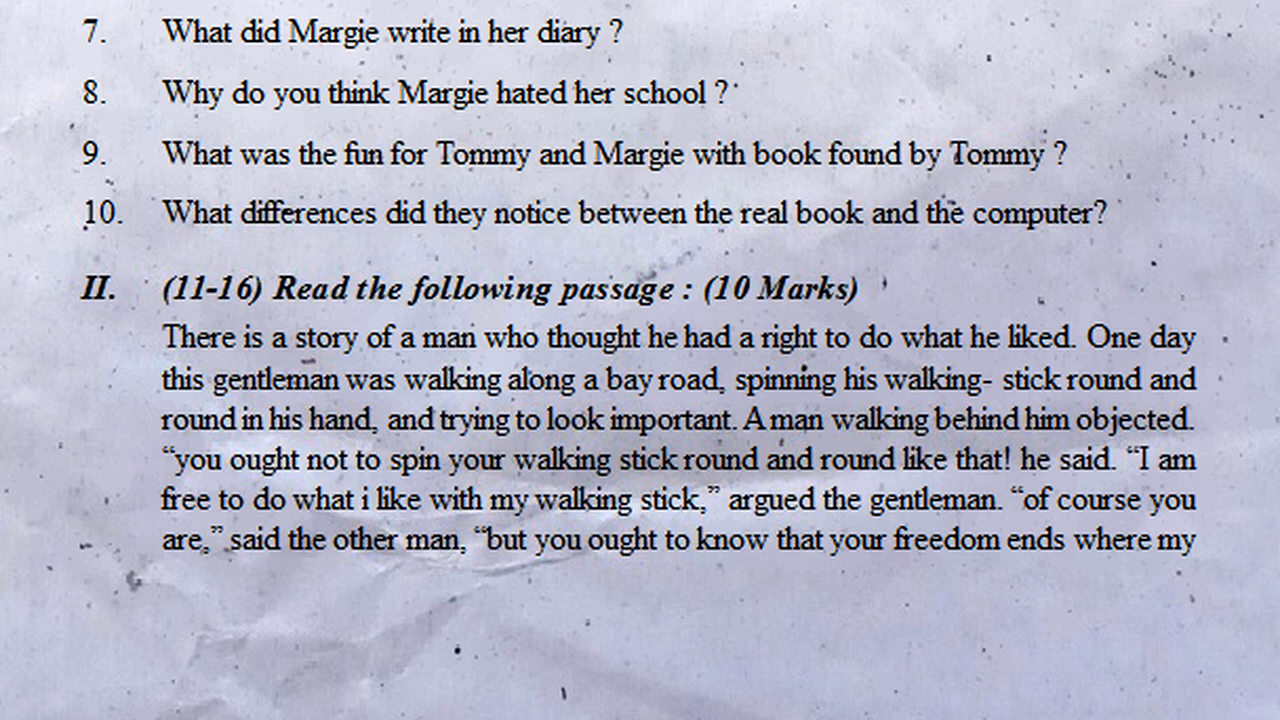 7. What did Margie write in her diary ?
8. Why do you think Margie hated her school ?
9. What was the fun for Tommy and Margie with book found by Tommy ?
10. What differences did they notice between the real book and the computer?
II. (11-16) Read the following passage : (10 Marks)
There is a story of a man who thought he had a right to do what he liked. One day
this gentleman was walking along a bay road, spinning his walking- stick round and
round in his hand, and trying to look important. A man walking behind him objected.
“you ought not to spin your walking stick round and round like that! he said. “I am
free to do what i like with my walking stick,” argued the gentleman. “of course you
are,” said the other man, “but you ought to know that your freedom ends where my